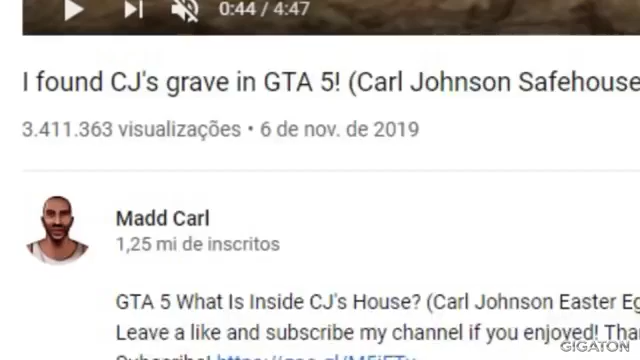 0:44 / 4:47
I found CJ's grave in GTA 5! (Carl Johnson Safehouse
3.411.363 visualizações • 6 de nov. de 2019
Madd Carl
1,25 mi de inscritos
GTA 5 What Is Inside CJ's House? (Carl Johnson Easter Eg
Leave a like and subscribe my channel if you enjoyed! Tha
GIGATON
Subscribe!